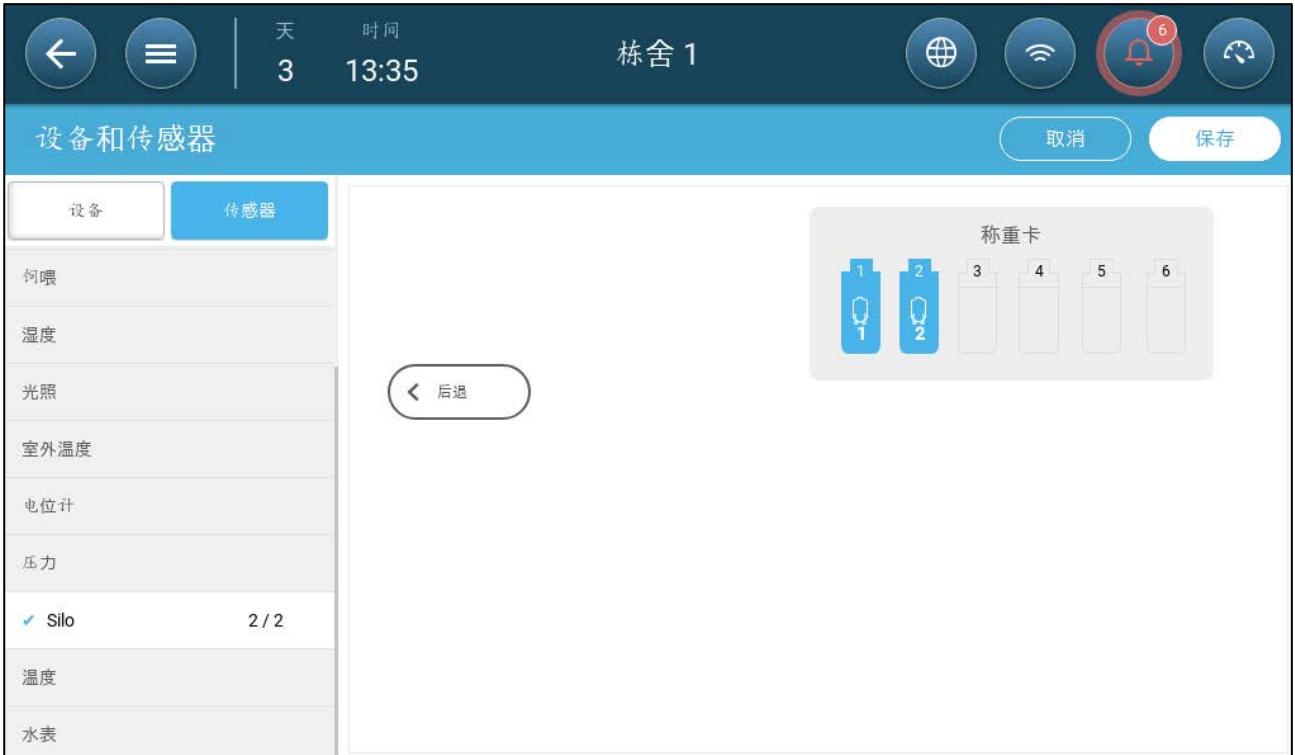 天
3
时间
13:35
栋舍 1
6
设备和传感器
取消
保存
设备
传感器
何喂
湿度
光照
室外温度
电位计
压力
Silo 2 / 2
温度
水表
后退
称重卡
1 2 3 4 5 6
1 2